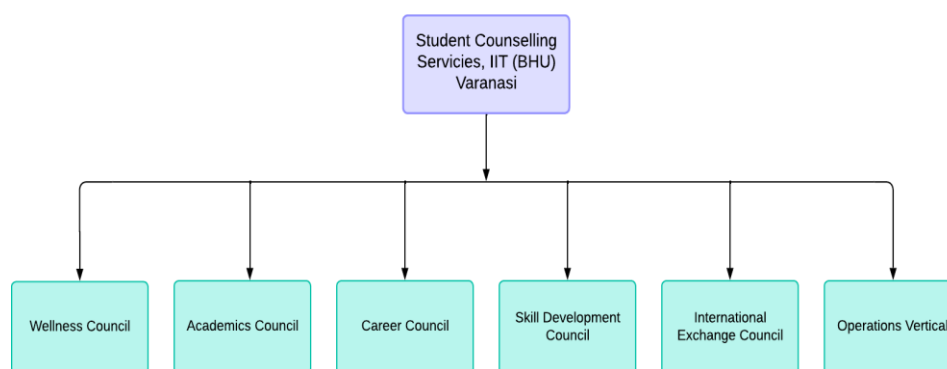 Student Counselling
Servicies, IIT (BHU)
Varanasi
Wellness Council
Academics Council
Career Council
Skill Development
Council
International
Exchange Council
Operations Vertical